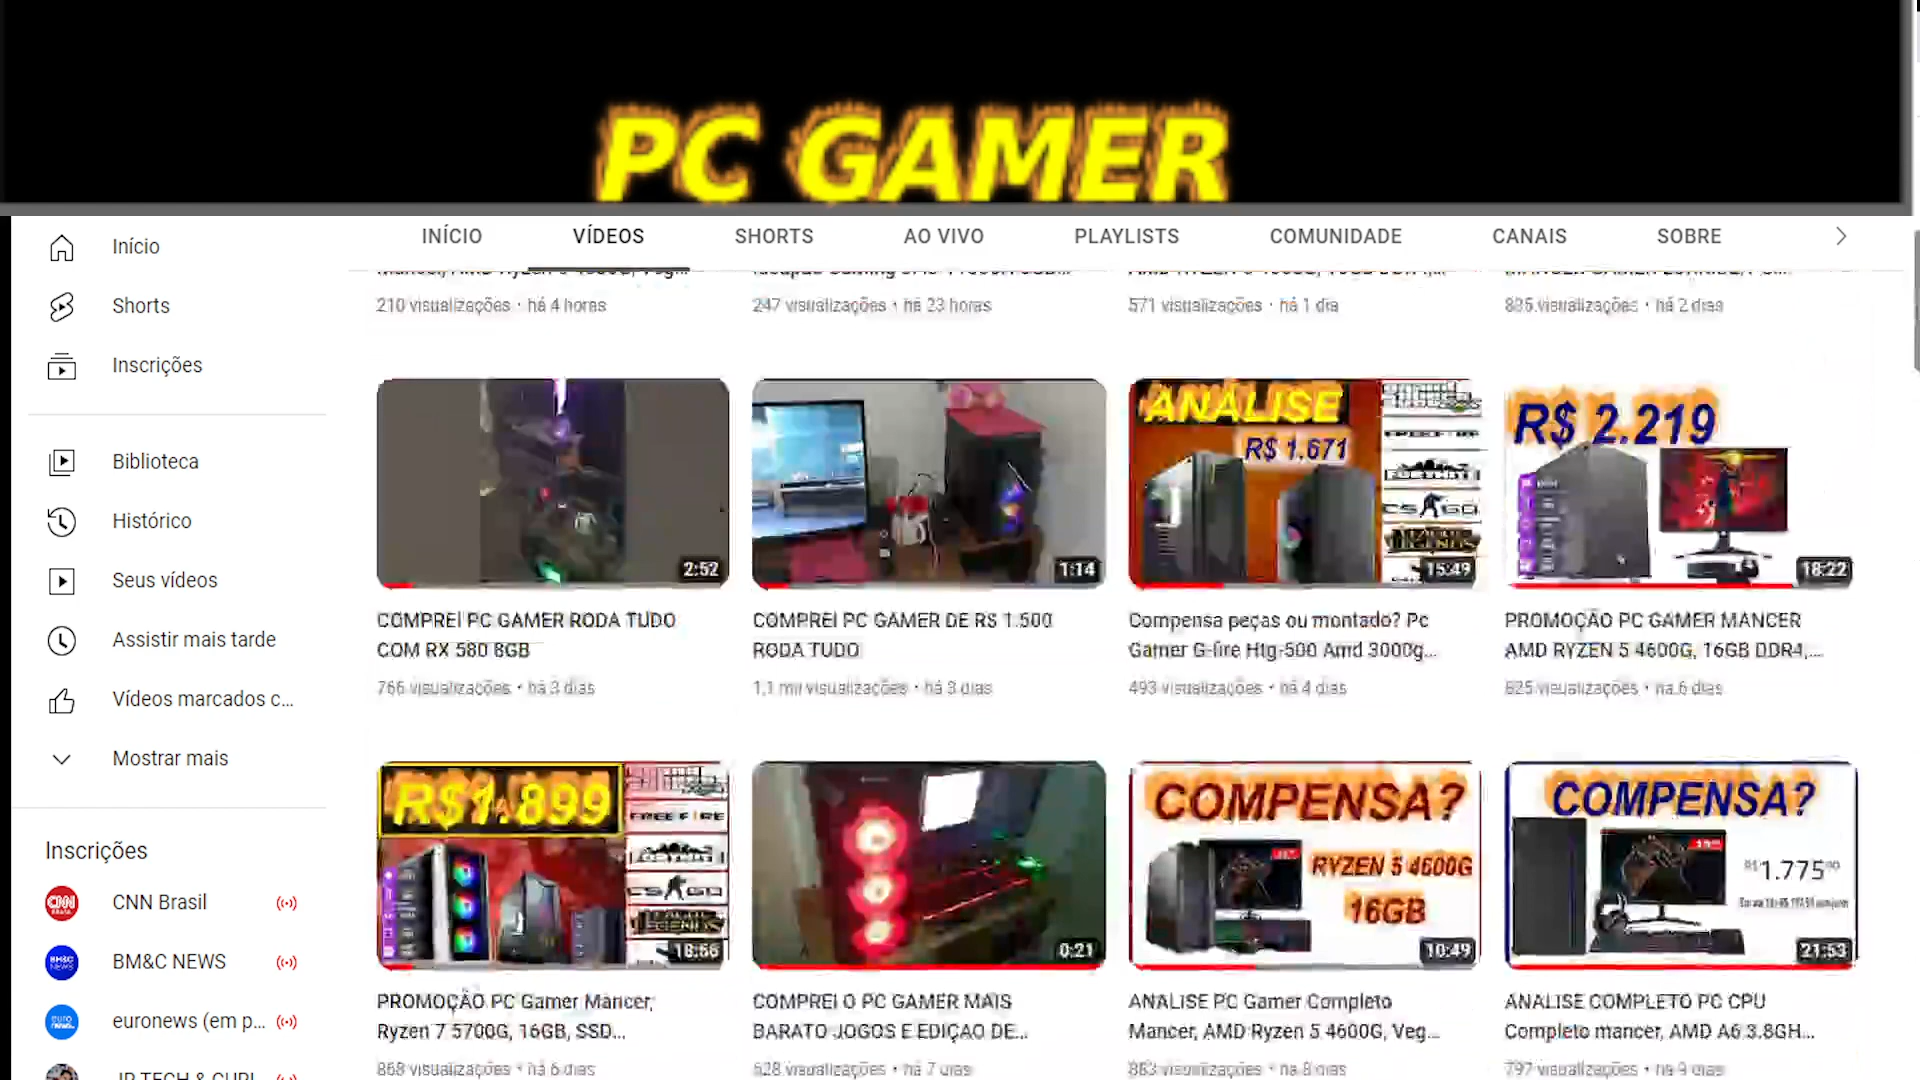 PC GAMER
INÍCIO VÍDEOS SHORTS AO VIVO PLAYLISTS COMUNIDADE CANAIS SOBRE
Início
Shorts
Inscrições
Biblioteca
Histórico
Seus vídeos
Assistir mais tarde
Vídeos marcados c...
Mostrar mais
Inscrições
CNN Brasil
BM&C NEWS
euronews (em p...
210 visualizações • há 4 horas
247 visualizações • há 23 horas
571 visualizações • há 1 dia
visualizações • há 2 dias
2:52
COMPREI PC GAMER RODA TUDO
COM RX 580 8GB
766 visualizações • há 3 dias
1:14
COMPREI PC GAMER DE R$ 1.500
RODA TUDO
1,1 mil visualizações • há 3 dias
ANALISE
R$ 1.671
CS GO
15:49
Compensa peças ou montado? Pc
Gamer G-fire Htg-500 Amd 3000g...
493 visualizações • há 4 dias
R$ 2.219
18:22
PROMOÇÃO PC GAMER MANCER
AMD RYZEN 5 4600G, 16GB DDR4,...
825 visualizações • há 6 dias
R$1.899
FREE FIRE
CS GO
LEGENDS
PROMOÇÃO PC Gamer Mancer,
Ryzen 7 5700G, 16GB, SSD...
868 visualizações • há 6 dias
0:21
COMPREI O PC GAMER MAIS
BARATO JOGOS E EDIÇAO DE...
628 visualizações • há 7 dias
COMPENSA?
RYZEN 5 4600G
16GB
10:49
ANALISE PC Gamer Completo
Mancer, AMD Ryzen 5 4600G, Veg...
visualizações • há 8 dias
COMPENSA?
R$1.775
21:53
ANALISE COMPLETO PC CPU
Completo mancer, AMD A6 3.8GH...
797 visualizações • há 9 dias